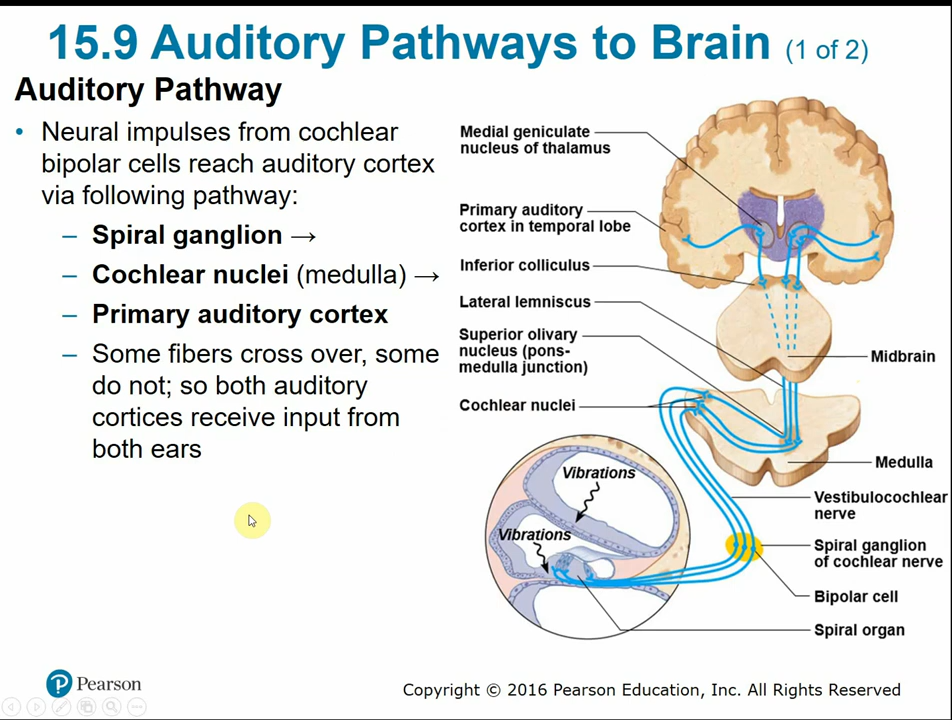 15.9 Auditory Pathways to Brain (1 of 2)
Auditory Pathway
• Neural impulses from cochlear
bipolar cells reach auditory cortex
via following pathway:
– Spiral ganglion →
– Cochlear nuclei (medulla) →
– Primary auditory cortex
– Some fibers cross over, some
do not; so both auditory
cortices receive input from
both ears
Medial geniculate
nucleus of thalamus
Primary auditory
cortex in temporal lobe
Inferior colliculus
Lateral lemniscus
Superior olivary
nucleus (pons-
medulla junction)
Cochlear nuclei
Midbrain
Medulla
Vibrations
Vibrations
Vestibulocochlear
nerve
Spiral ganglion
of cochlear nerve
Bipolar cell
Spiral organ
P Pearson
Copyright © 2016 Pearson Education, Inc. All Rights Reserved